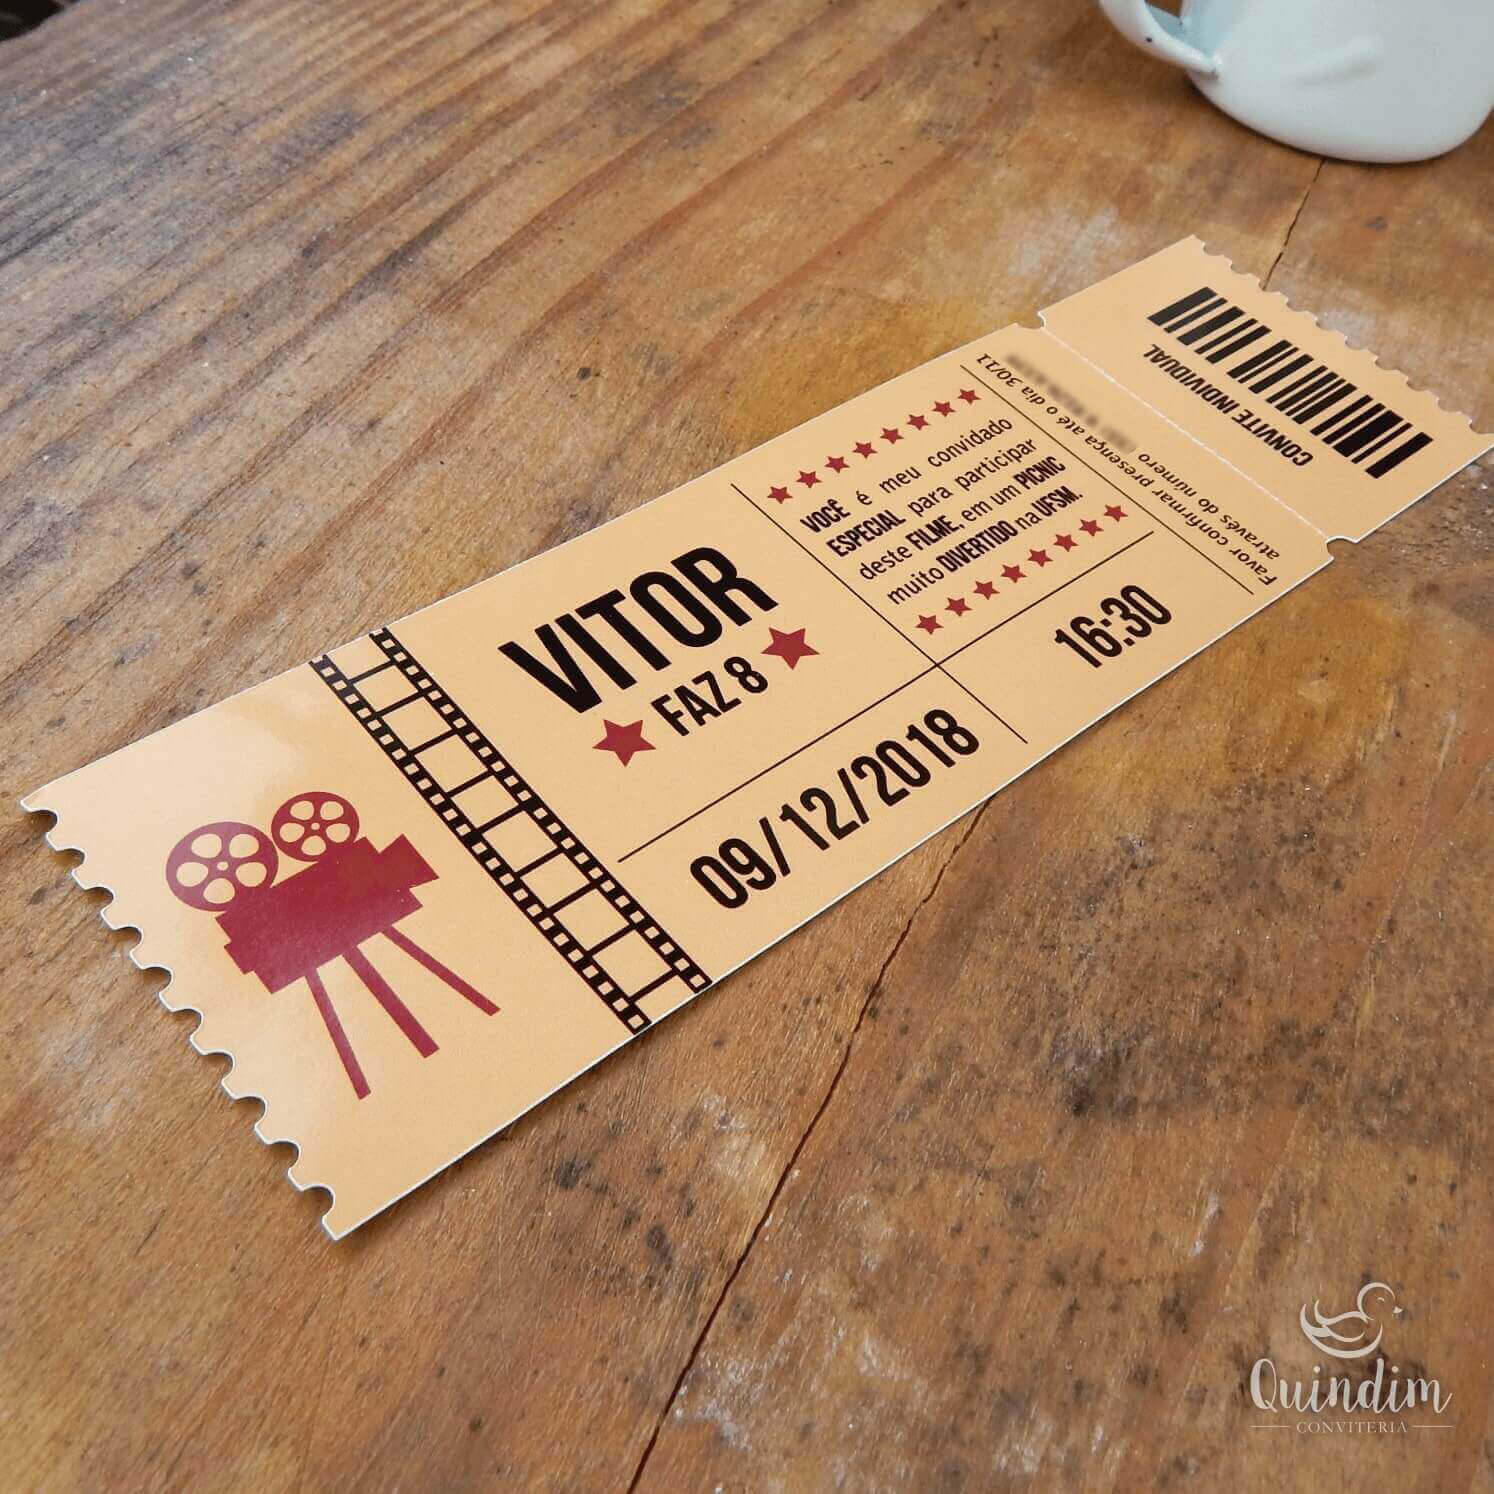 VITOR
FAZ 8
09/12/2018
VOCÊ é meu convidado
ESPECIAL para participar
deste FILME, em um PICNIC
muito DIVERTIDO na UFSM.
16:30
Favor confirmar presença até o dia 30/11
através do número
CONVITE INDIVIDUAL
Quindim
CONVITERIA